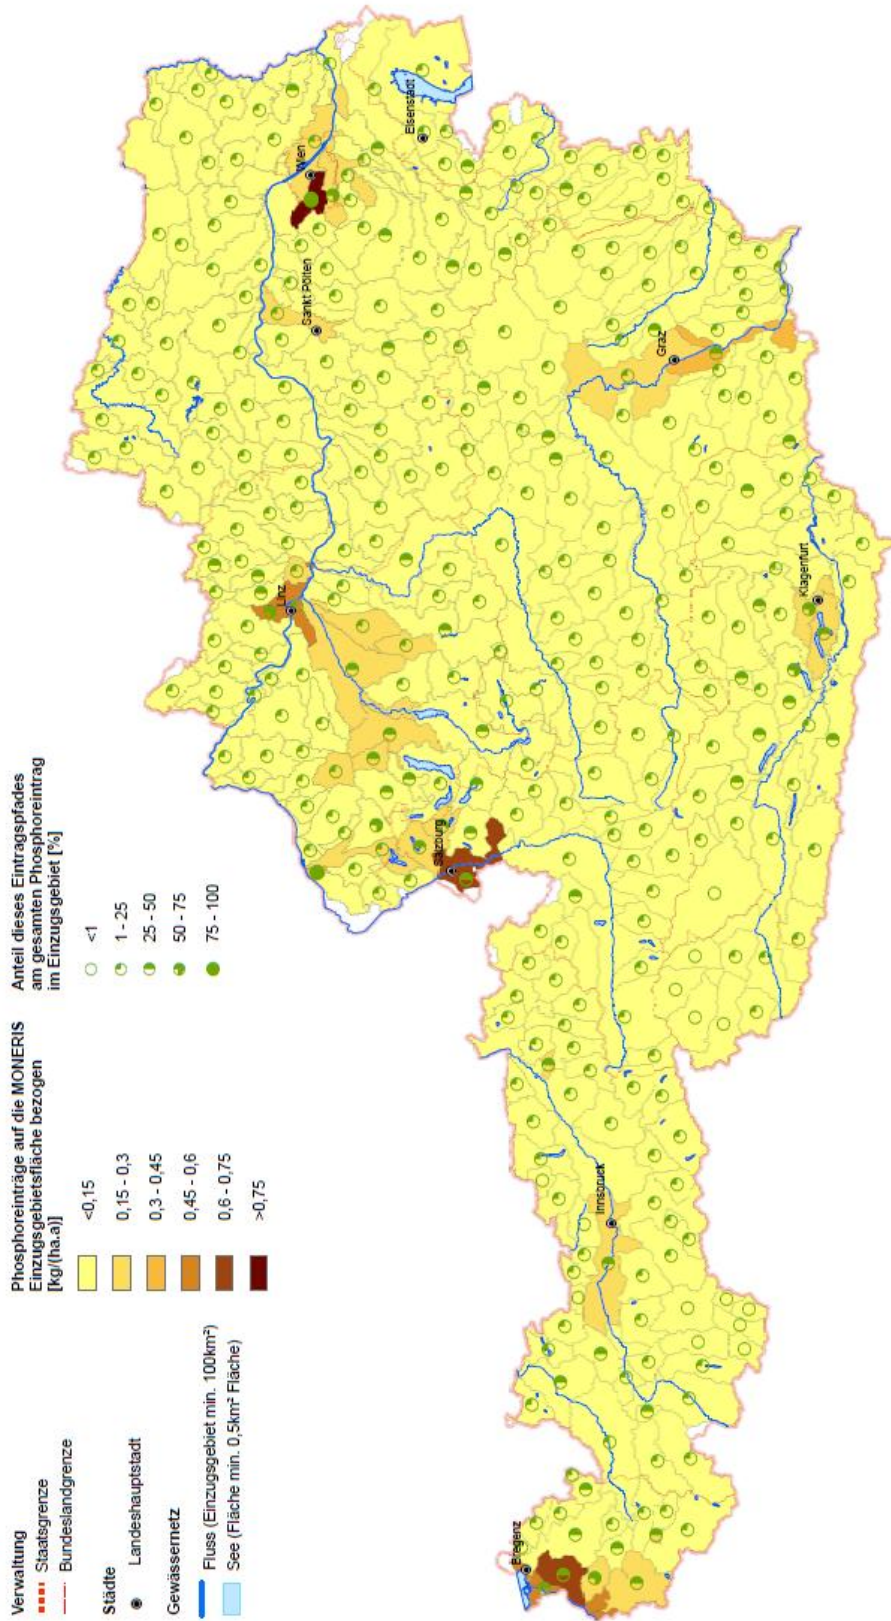 Verwaltung
Staatsgrenze
Bundeslandgrenze
Städte
Landeshauptstadt
Gewässernetz
Fluss (Einzugsgebiet min. 100km²)
See (Fläche min. 0,5km² Fläche)
Phosphoreinträge auf die MONERIS
Einzugsgebietsfläche bezogen
[kg/(ha.a)]
<0,15
0,15 - 0,3
0,3 - 0,45
0,45 - 0,6
0,6 - 0,75
>0,75
Anteil dieses Eintragspfades
am gesamten Phosphoreintrag
im Einzugsgebiet [%]
<1
1 - 25
25 - 50
50 - 75
75 - 100
Bregenz
Innsbruck
Salzburg
Linz
Sankt Pölten
Wien
Eisenstadt
Graz
Klagenfurt